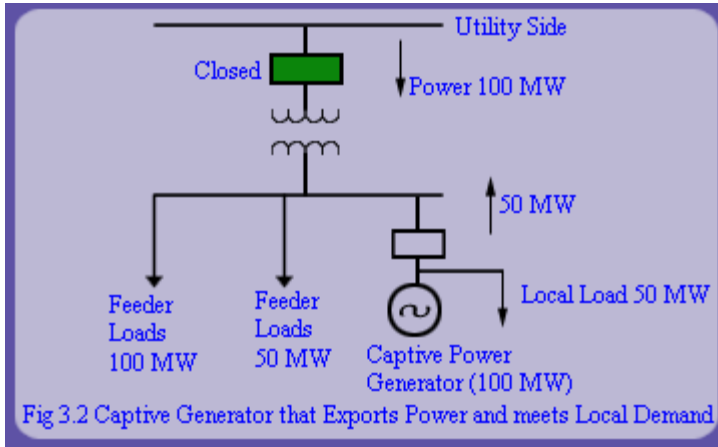 Utility Side
Closed
Power 100 MW
50 MW
Feeder
Loads
100 MW
Feeder
Loads
50 MW
Local Load 50 MW
Captive Power
Generator (100 MW)
Fig 3.2 Captive Generator that Exports Power and meets Local Demand